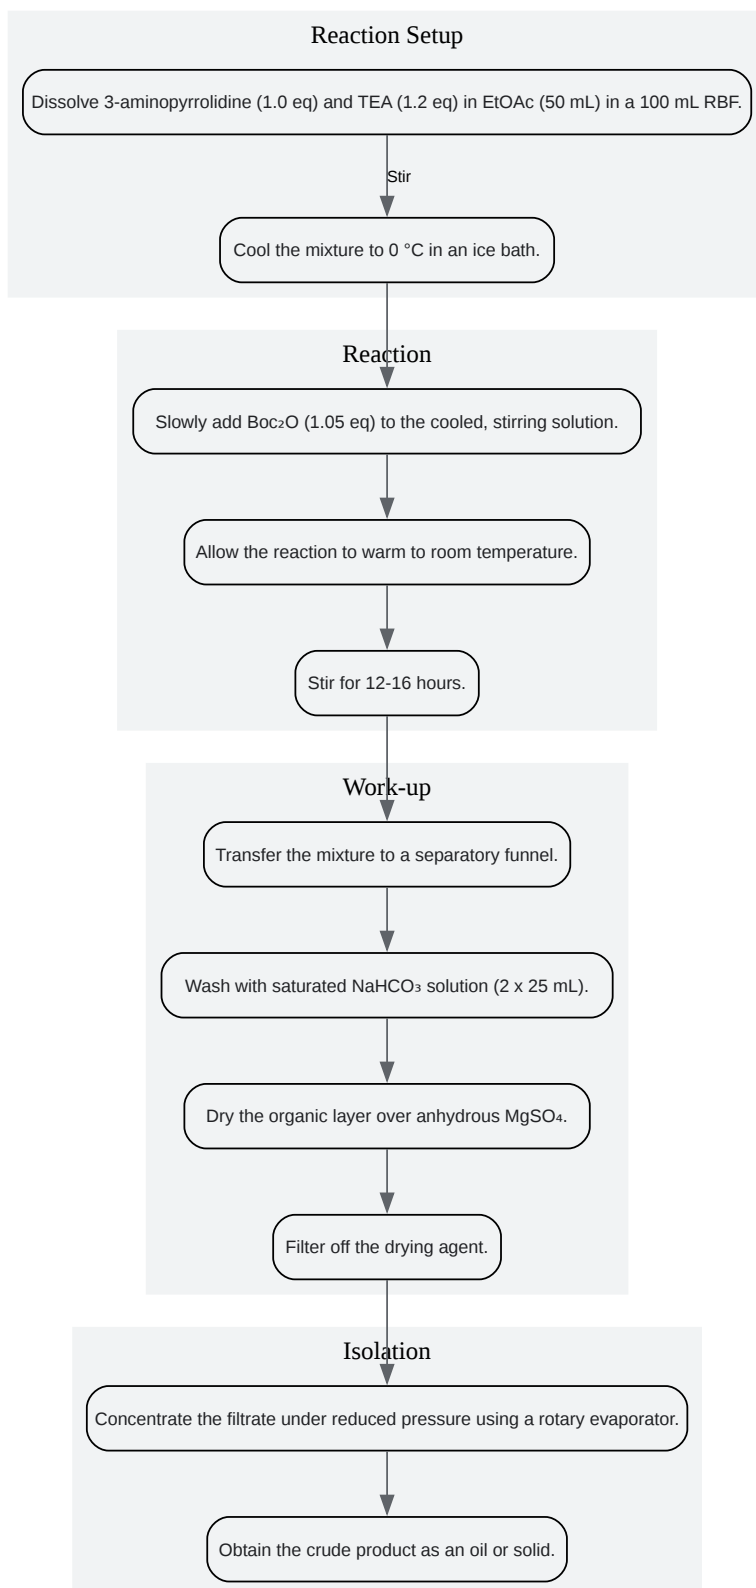 Reaction Setup
Dissolve 3-aminopyrrolidine (1.0 eq) and TEA (1.2 eq) in EtOAc (50 mL) in a 100 mL RBF.
Stir
Cool the mixture to 0 °C in an ice bath.
Reaction
Slowly add Boc₂O (1.05 eq) to the cooled, stirring solution.
Allow the reaction to warm to room temperature.
Stir for 12-16 hours.
Work-up
Transfer the mixture to a separatory funnel.
Wash with saturated NaHCO₃ solution (2 x 25 mL).
Dry the organic layer over anhydrous MgSO₄.
Filter off the drying agent.
Isolation
Concentrate the filtrate under reduced pressure using a rotary evaporator.
Obtain the crude product as an oil or solid.